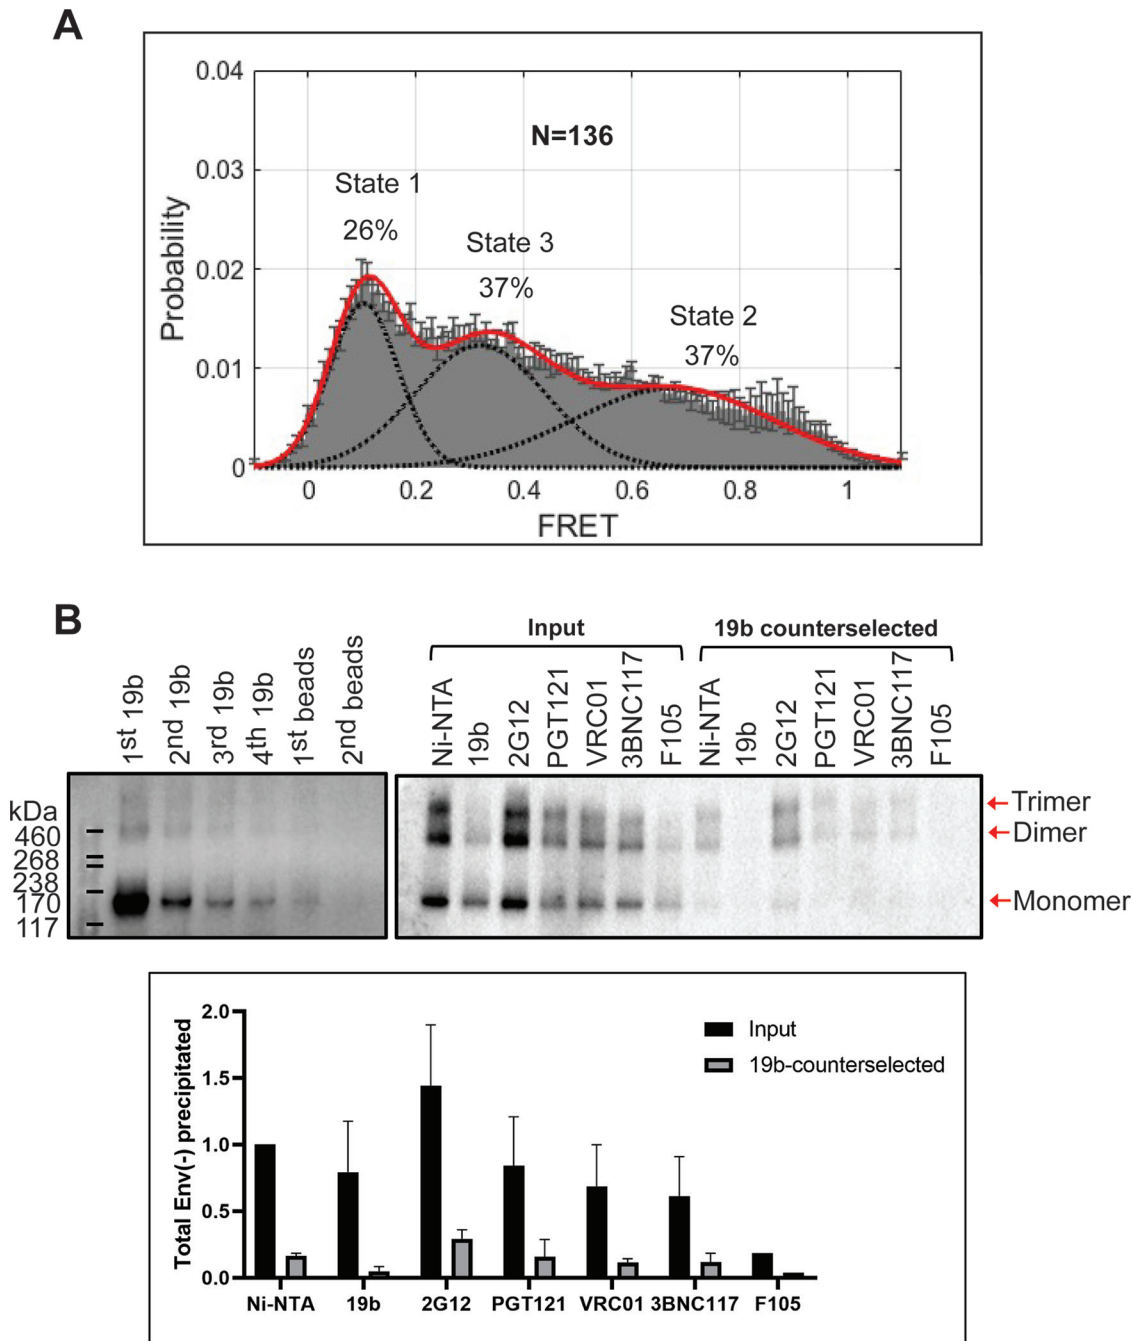 A
0.04
0.03
0.02
0.01
0
Probability
N=136
State 1
26%
State 3
37%
State 2
37%
0 0.2 0.4 0.6 0.8 1
FRET
B
Input
19b counterselected
1st 19b
2nd 19b
3rd 19b
4th 19b
1st beads
2nd beads
Ni-NTA
19b
2G12
PGT121
VRC01
3BNC117
F105
Ni-NTA
19b
2G12
PGT121
VRC01
3BNC117
F105
kDa
460
268
238
170
117
Trimer
Dimer
Monomer
Total Env(-) precipitated
2.0
1.5
1.0
0.5
0.0
Input
19b-counterselected
Ni-NTA 19b 2G12 PGT121 VRC01 3BNC117 F105